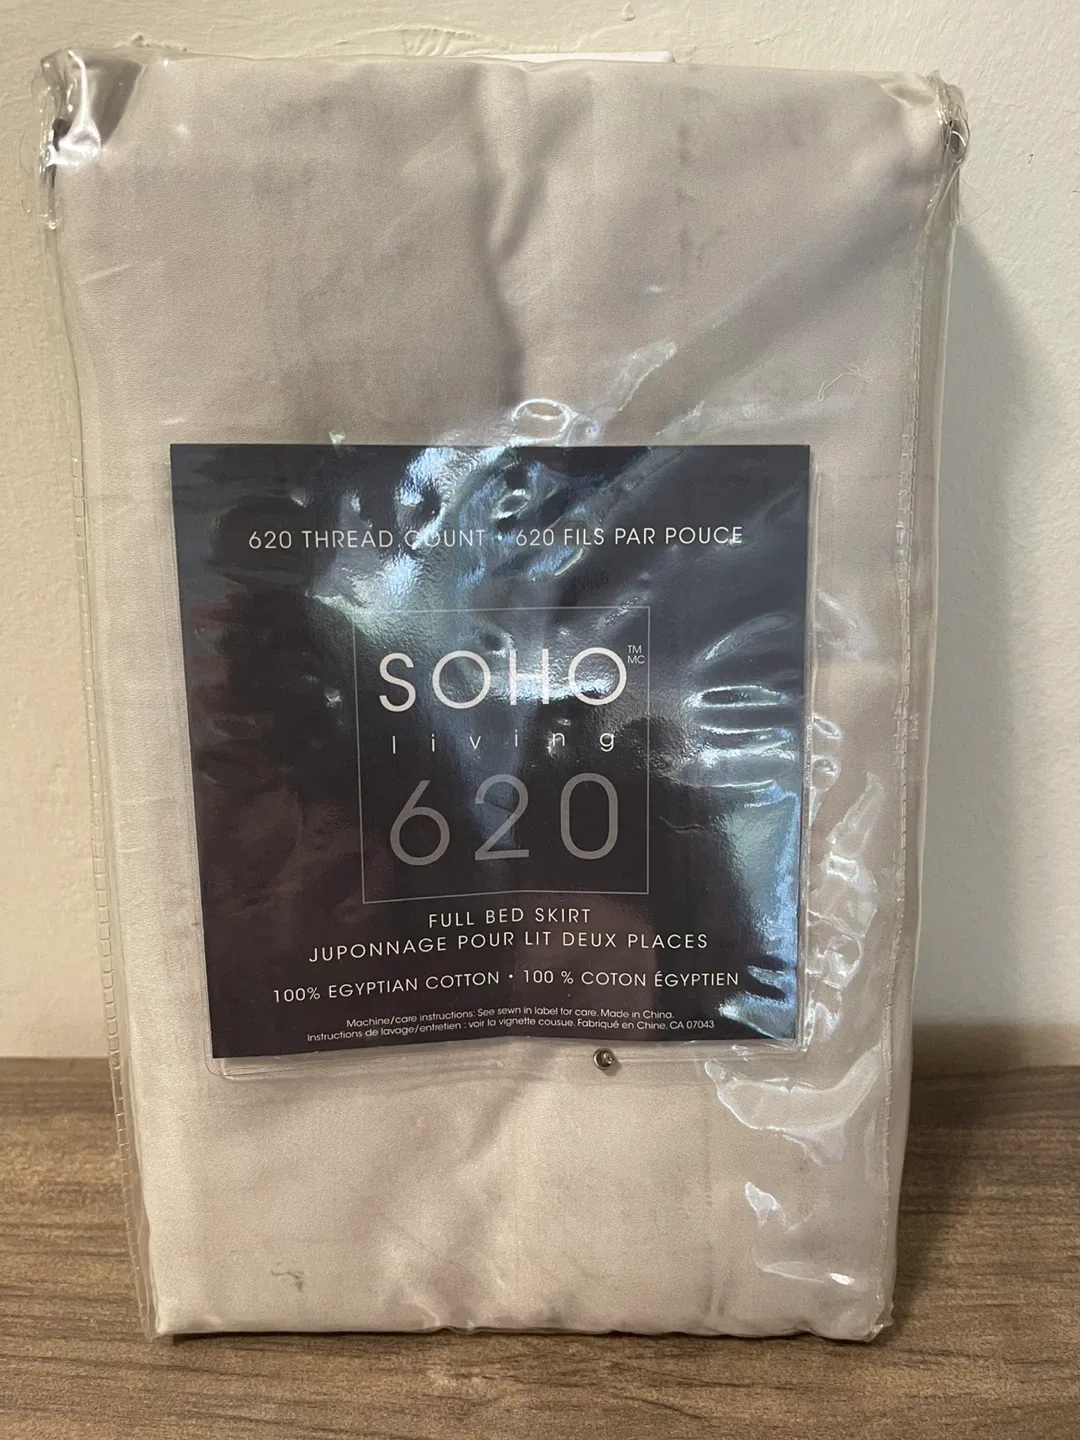 620 THREAD COUNT • 620 FILS PAR POUCE
SOHO TM MC
living
620
FULL BED SKIRT
JUPONNAGE POUR LIT DEUX PLACES
100% EGYPTIAN COTTON • 100 % COTON ÉGYPTIEN
Machine/care instructions: See sewn in label for care. Made in China.
Instructions de lavage/entretien : voir la vignette cousue. Fabriqué en Chine. CA 07043